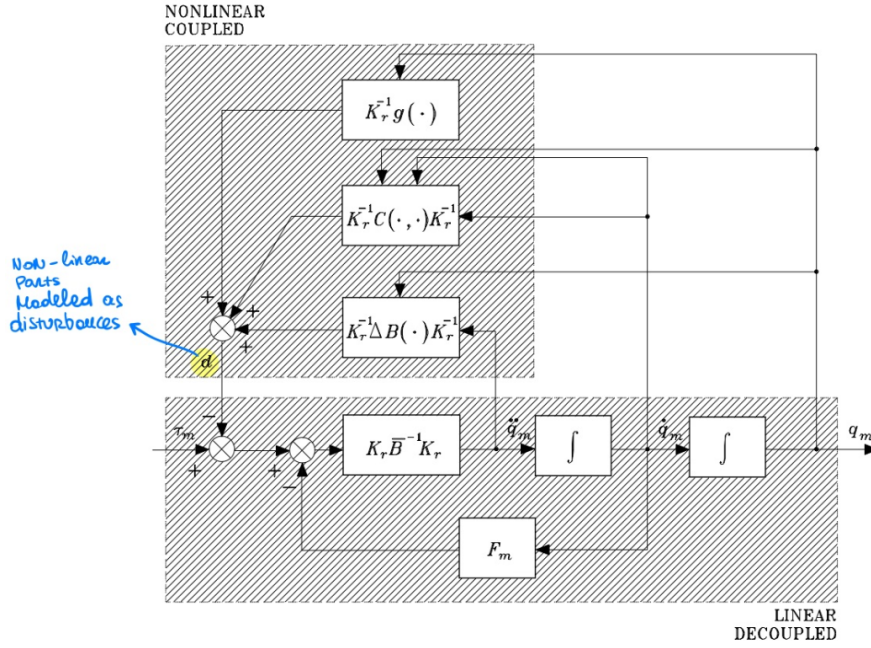 NONLINEAR
COUPLED
K_r^{-1} g(·)
K_r^{-1} C(·,·) K_r^{-1}
Non-linear
Parts
Modeled as
disturbances
+
+
+
K_r^{-1} ΔB(·) K_r^{-1}
d
−
τ_m
+
+
−
K_r B̄^{-1} K_r
q̈_m
∫
q̇_m
∫
q_m
F_m
LINEAR
DECOUPLED